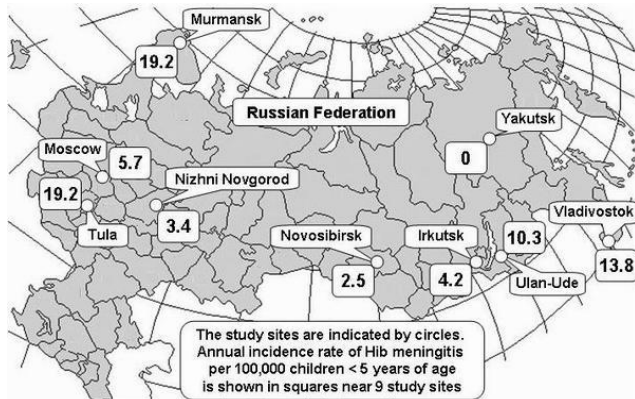 Murmansk
19.2
Russian Federation
Yakutsk
0
Moscow
5.7
Nizhni Novgorod
19.2
3.4
Tula
Vladivostok
13.8
Novosibirsk
2.5
Irkutsk
4.2
10.3
Ulan-Ude
The study sites are indicated by circles.
Annual incidence rate of Hib meningitis
per 100,000 children < 5 years of age
is shown in squares near 9 study sites